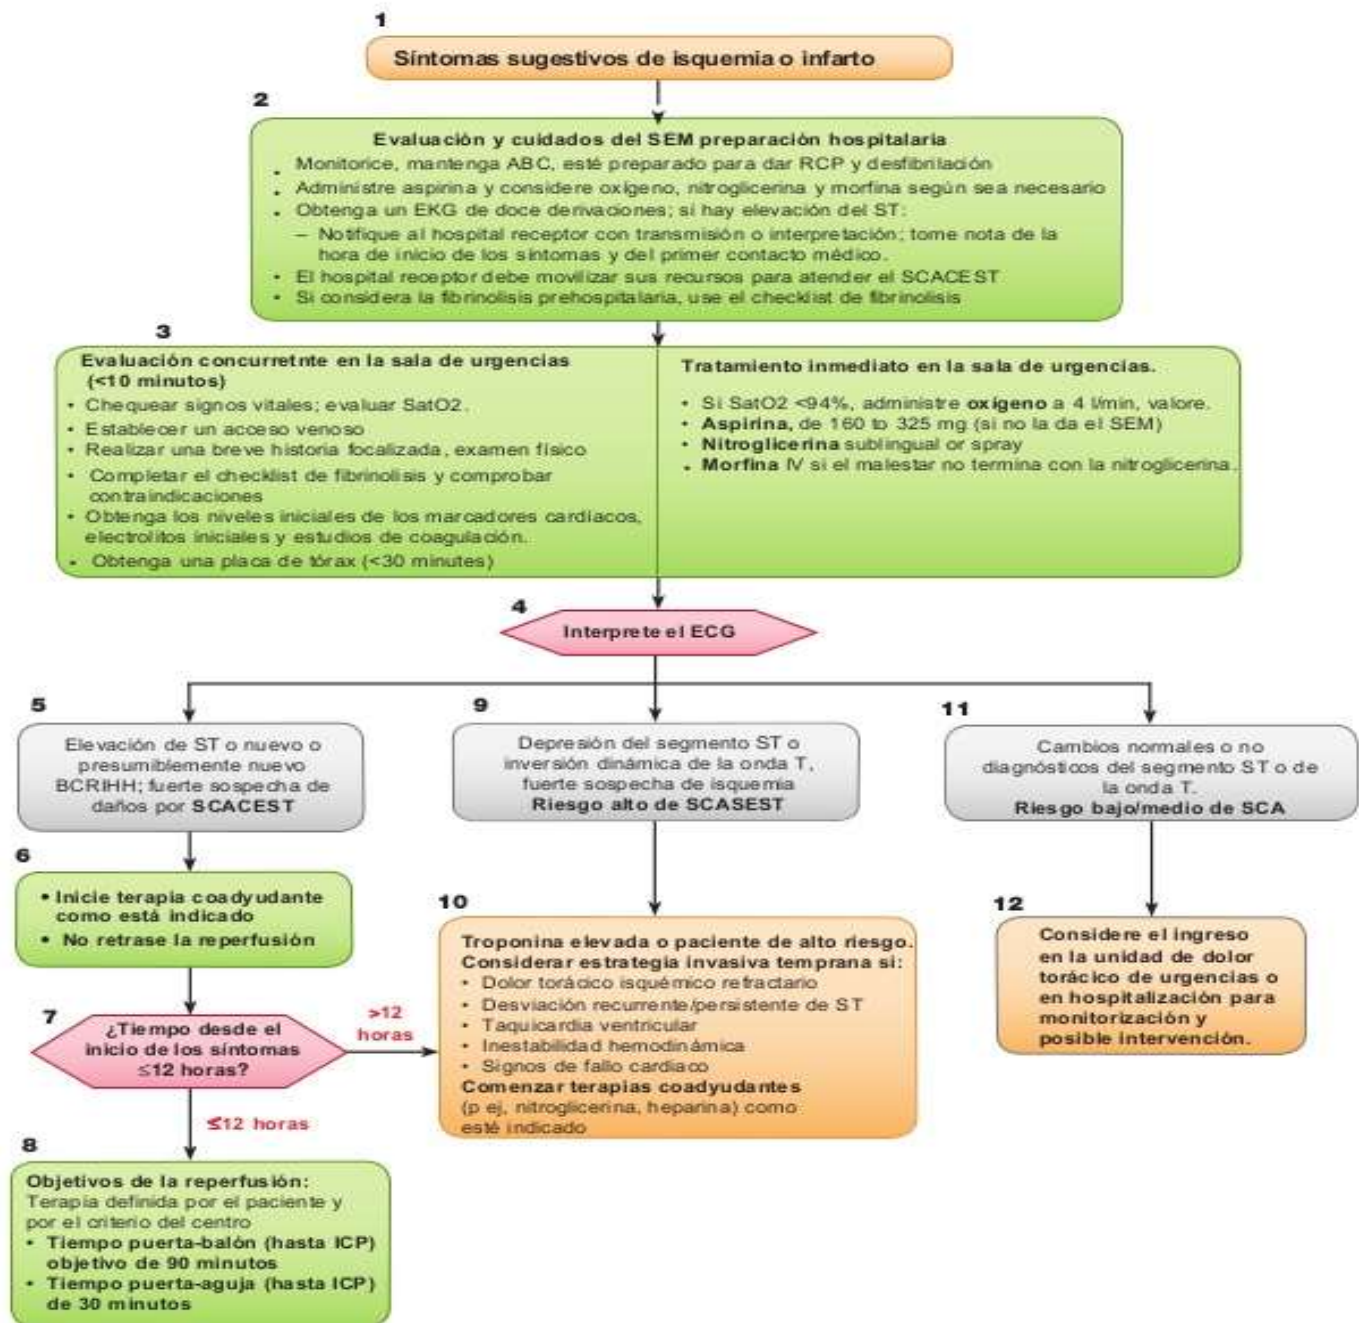 1
Síntomas sugestivos de isquemia o infarto
2
Evaluación y cuidados del SEM preparación hospitalaria
• Monitorice, mantenga ABC, esté preparado para dar RCP y desfibrilación
• Administre aspirina y considere oxígeno, nitroglicerina y morfina según sea necesario
• Obtenga un EKG de doce derivaciones; si hay elevación del ST:
– Notifique al hospital receptor con transmisión o interpretación; tome nota de la
hora de inicio de los síntomas y del primer contacto médico.
• El hospital receptor debe movilizar sus recursos para atender el SCACEST
• Si considera la fibrinolisis prehospitalaria, use el checklist de fibrinolisis
3
Evaluación concurretnte en la sala de urgencias
(<10 minutos)
• Chequear signos vitales; evaluar SatO2.
• Establecer un acceso venoso
• Realizar una breve historia focalizada, examen físico
• Completar el checklist de fibrinolisis y comprobar
contraindicaciones
• Obtenga los niveles iniciales de los marcadores cardíacos,
electrolitos iniciales y estudios de coagulación.
• Obtenga una placa de tórax (<30 minutes)
Tratamiento inmediato en la sala de urgencias.
• Si SatO2 <94%, administre oxígeno a 4 l/min, valore.
• Aspirina, de 160 to 325 mg (si no la da el SEM)
• Nitroglicerina sublingual or spray
• Morfina IV si el malestar no termina con la nitroglicerina.
4
Interprete el ECG
5
Elevación de ST o nuevo o
presumiblemente nuevo
BCRIHH; fuerte sospecha de
daños por SCACEST
6
• Inicie terapia coadyudante
como está indicado
• No retrase la reperfusión
7
¿Tiempo desde el
inicio de los síntomas
≤12 horas?
>12
horas
≤12 horas
8
Objetivos de la reperfusión:
Terapia definida por el paciente y
por el criterio del centro
• Tiempo puerta-balón (hasta ICP)
objetivo de 90 minutos
• Tiempo puerta-aguja (hasta ICP)
de 30 minutos
9
Depresión del segmento ST o
inversión dinámica de la onda T,
fuerte sospecha de isquemia
Riesgo alto de SCASEST
10
Troponina elevada o paciente de alto riesgo.
Considerar estrategia invasiva temprana si:
• Dolor torácico isquémico refractario
• Desviación recurrente/persistente de ST
• Taquicardia ventricular
• Inestabilidad hemodinámica
• Signos de fallo cardíaco
Comenzar terapias coadyudantes
(p ej, nitroglicerina, heparina) como
esté indicado
11
Cambios normales o no
diagnósticos del segmento ST o de
la onda T.
Riesgo bajo/medio de SCA
12
Considere el ingreso
en la unidad de dolor
torácico de urgencias o
en hospitalización para
monitorización y
posible intervención.